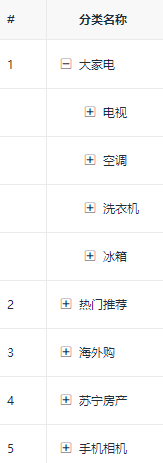 # 分类名称
1 大家电
电视
空调
洗衣机
冰箱
2 热门推荐
3 海外购
4 苏宁房产
5 手机相机